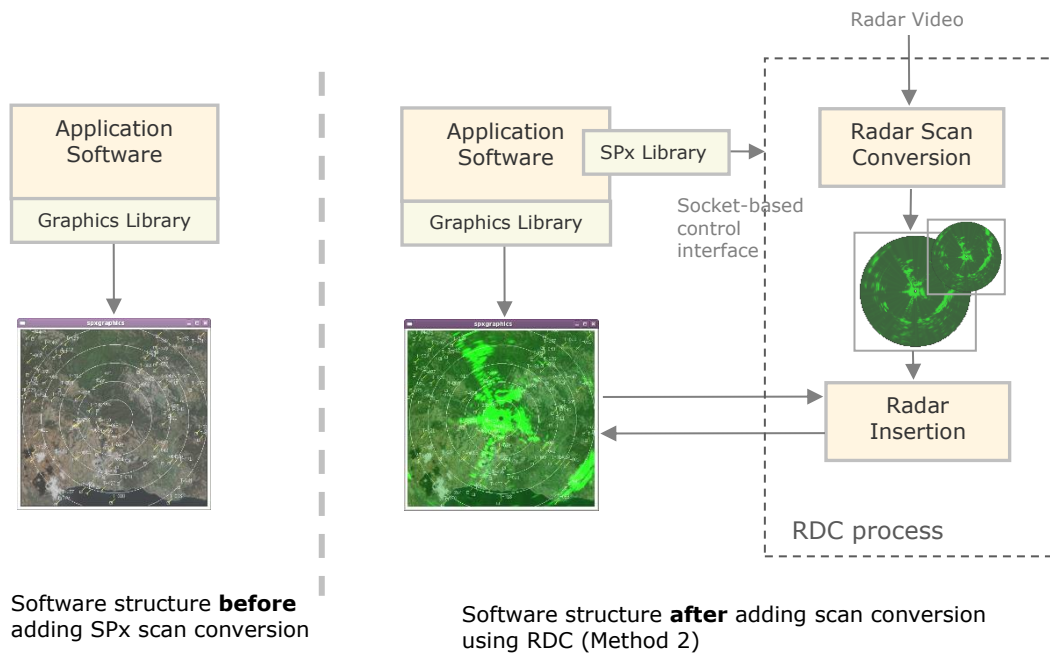 Radar Video
Application
Software
Graphics Library
spxgraphics
Application
Software
SPx Library
Graphics Library
Socket-based
control
interface
spxgraphics
Radar Scan
Conversion
Radar
Insertion
RDC process
Software structure before
adding SPx scan conversion
Software structure after adding scan conversion
using RDC (Method 2)